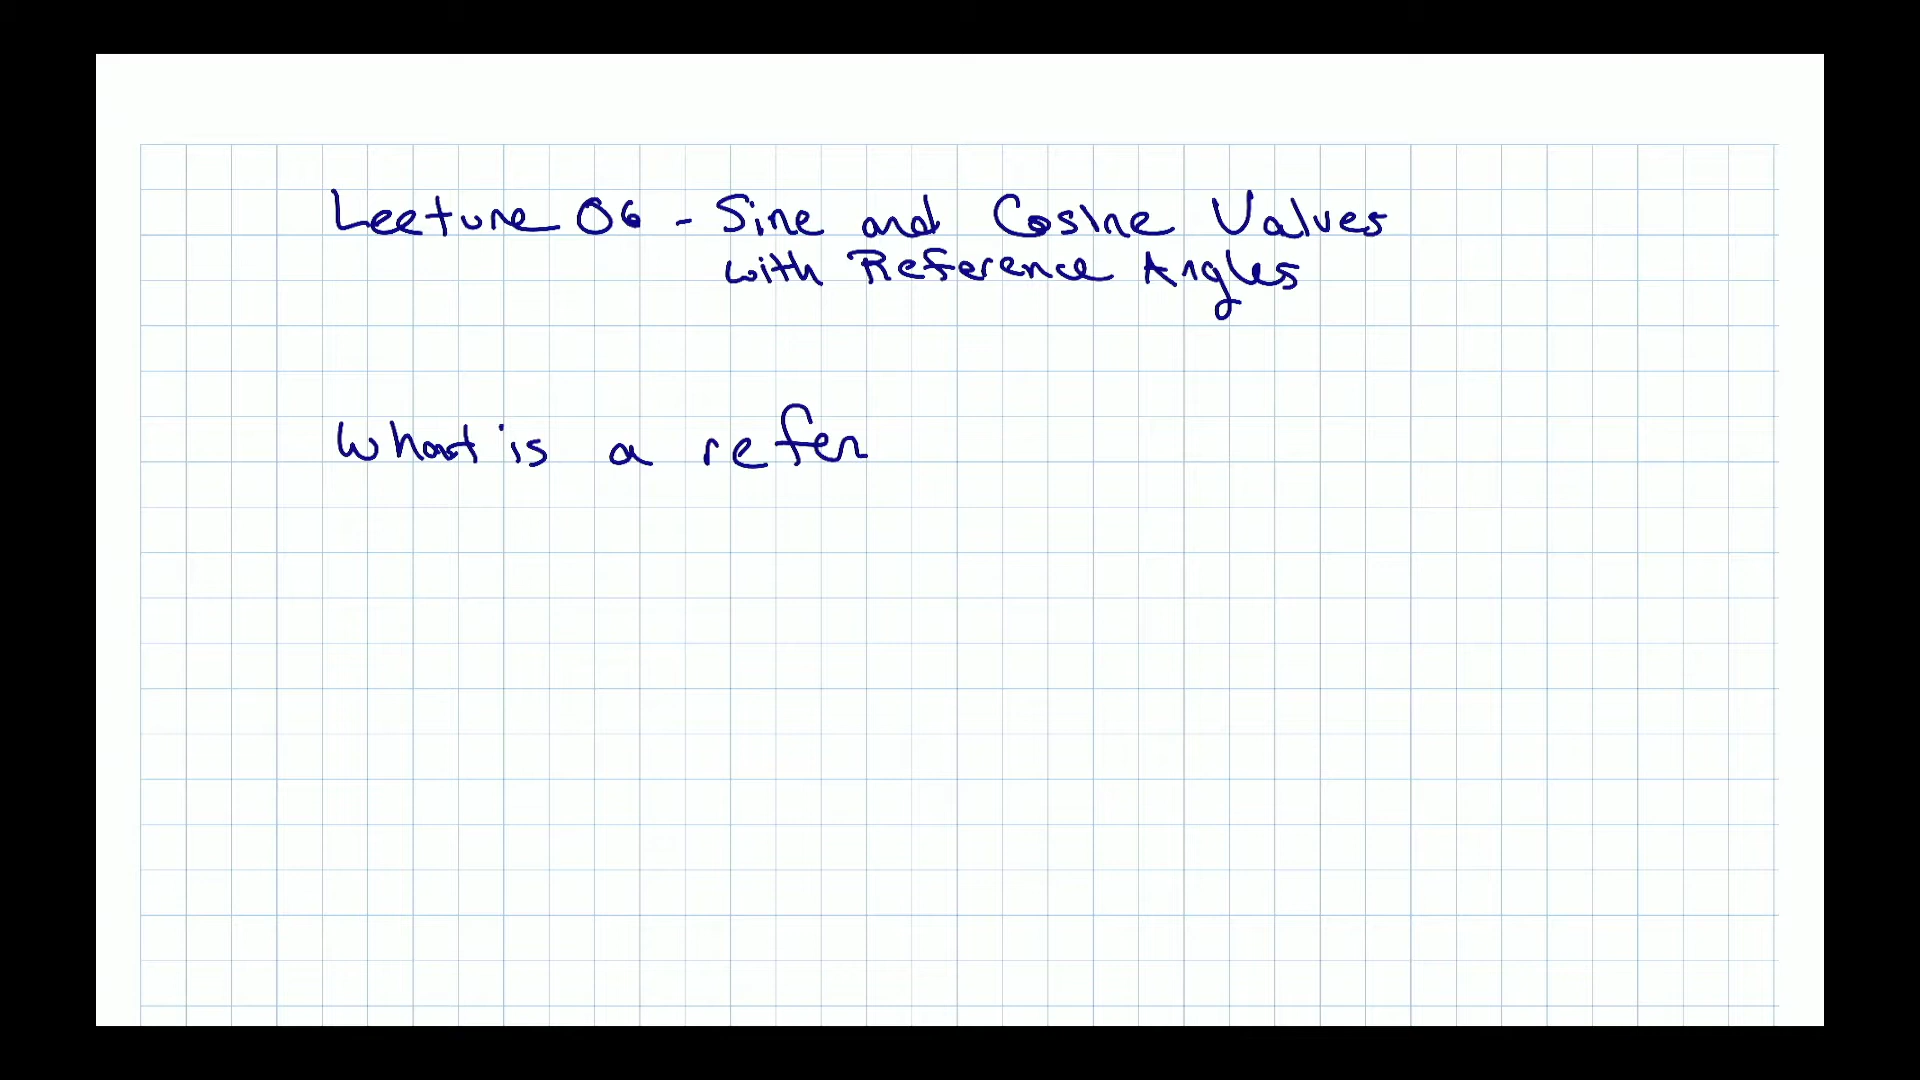 Lecture 06 - Sine and Cosine Values
with Reference Angles
What is a refer